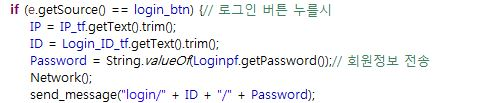 if (e.getSource() == login_btn) {// 로그인 버튼 누를시
IP = IP_tf.getText().trim();
ID = Login_ID_tf.getText().trim();
Password = String.valueOf(Loginpf.getPassword());// 회원정보 전송
Network();
send_message("login/" + ID + "/" + Password);